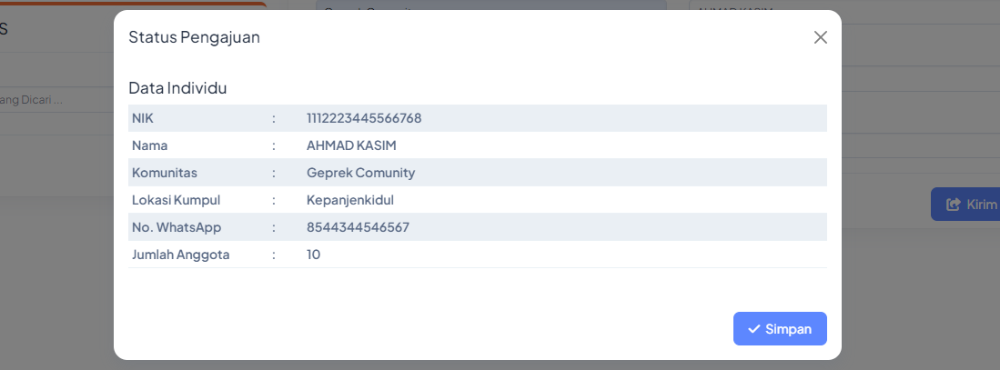 Status Pengajuan
S
ang Dicari ...
Data Individu
NIK : 1112223445566768
Nama : AHMAD KASIM
Komunitas : Geprek Comunity
Lokasi Kumpul : Kepanjenkidul
No. WhatsApp : 8544344546567
Jumlah Anggota : 10
Kirim
Simpan